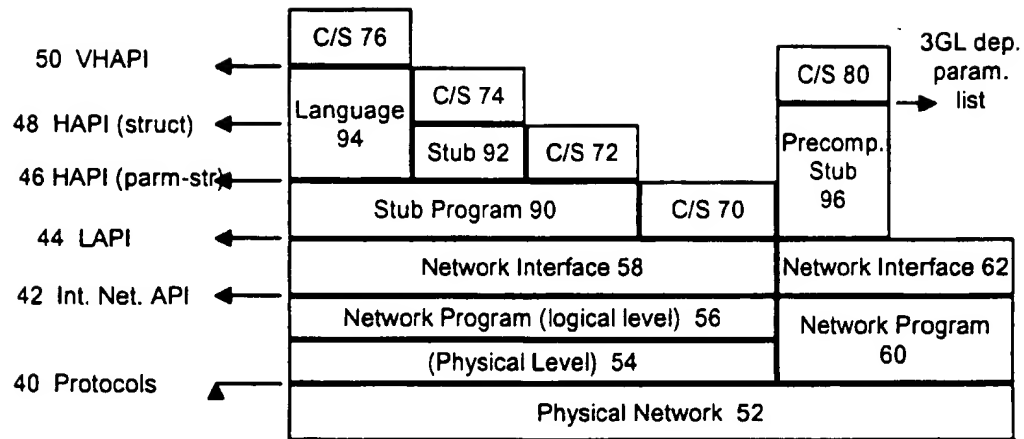 C/S 76
3GL dep.
param.
list
50 VHAPI
C/S 80
C/S 74
Language
94
48 HAPI (struct)
Precomp.
Stub
96
Stub 92
C/S 72
46 HAPI (parm-str)
Stub Program 90
C/S 70
44 LAPI
Network Interface 58
Network Interface 62
42 Int. Net. API
Network Program (logical level) 56
Network Program
60
(Physical Level) 54
40 Protocols
Physical Network 52